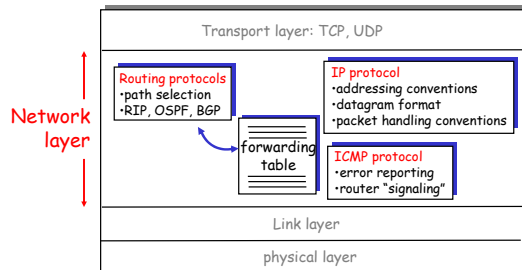 Transport layer: TCP, UDP
Network
layer
Routing protocols
•path selection
•RIP, OSPF, BGP
forwarding
table
IP protocol
•addressing conventions
•datagram format
•packet handling conventions
ICMP protocol
•error reporting
•router “signaling”
Link layer
physical layer